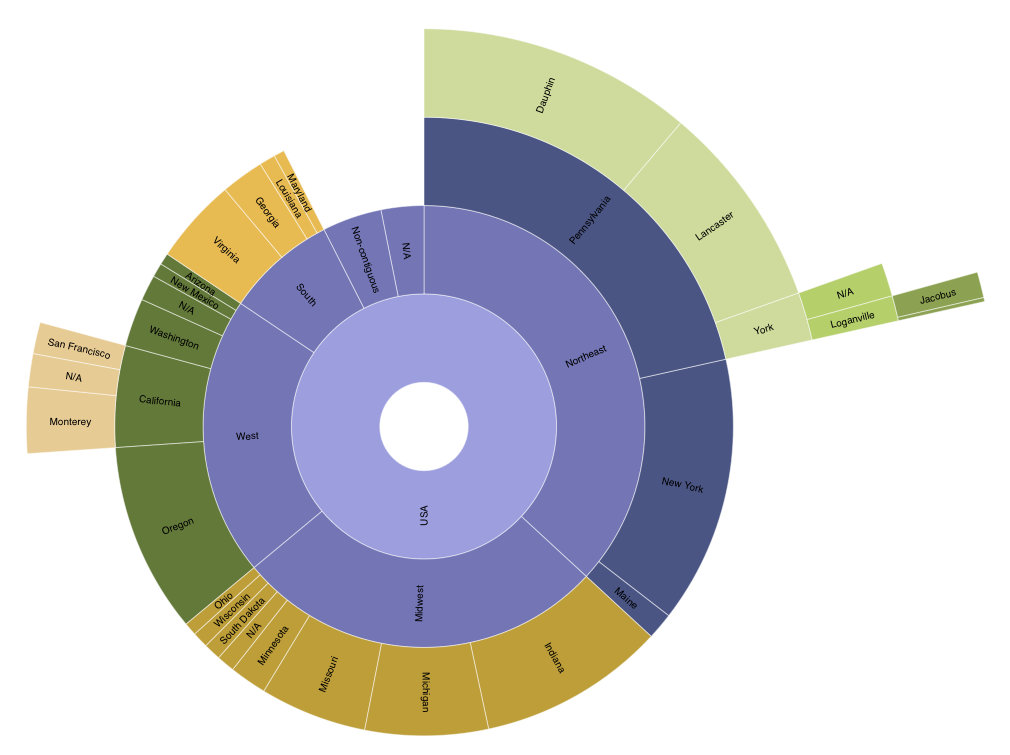 USA
Northeast
Midwest
West
South
Non-contiguous
N/A
Pennsylvania
New York
Maine
Indiana
Michigan
Missouri
Minnesota
N/A
South Dakota
Wisconsin
Ohio
Oregon
California
Washington
N/A
New Mexico
Arizona
Virginia
Georgia
Louisiana
Maryland
Dauphin
Lancaster
York
Monterey
N/A
San Francisco
N/A
Loganville
Jacobus